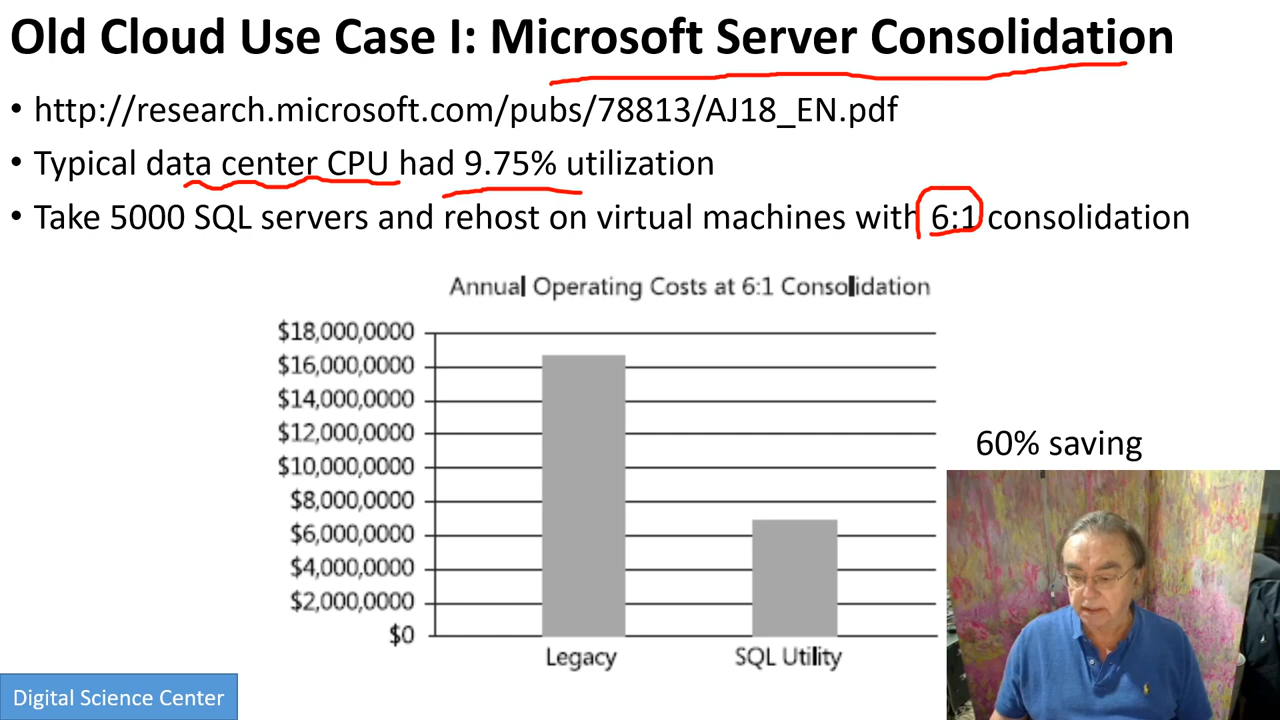 Old Cloud Use Case I: Microsoft Server Consolidation
• http://research.microsoft.com/pubs/78813/AJ18_EN.pdf
• Typical data center CPU had 9.75% utilization
• Take 5000 SQL servers and rehost on virtual machines with 6:1 consolidation
Annual Operating Costs at 6:1 Consolidation
$18,000,0000
$16,000,0000
$14,000,0000
$12,000,0000
$10,000,0000
$8,000,0000
$6,000,0000
$4,000,0000
$2,000,0000
$0
Legacy
SQL Utility
60% saving
Digital Science Center